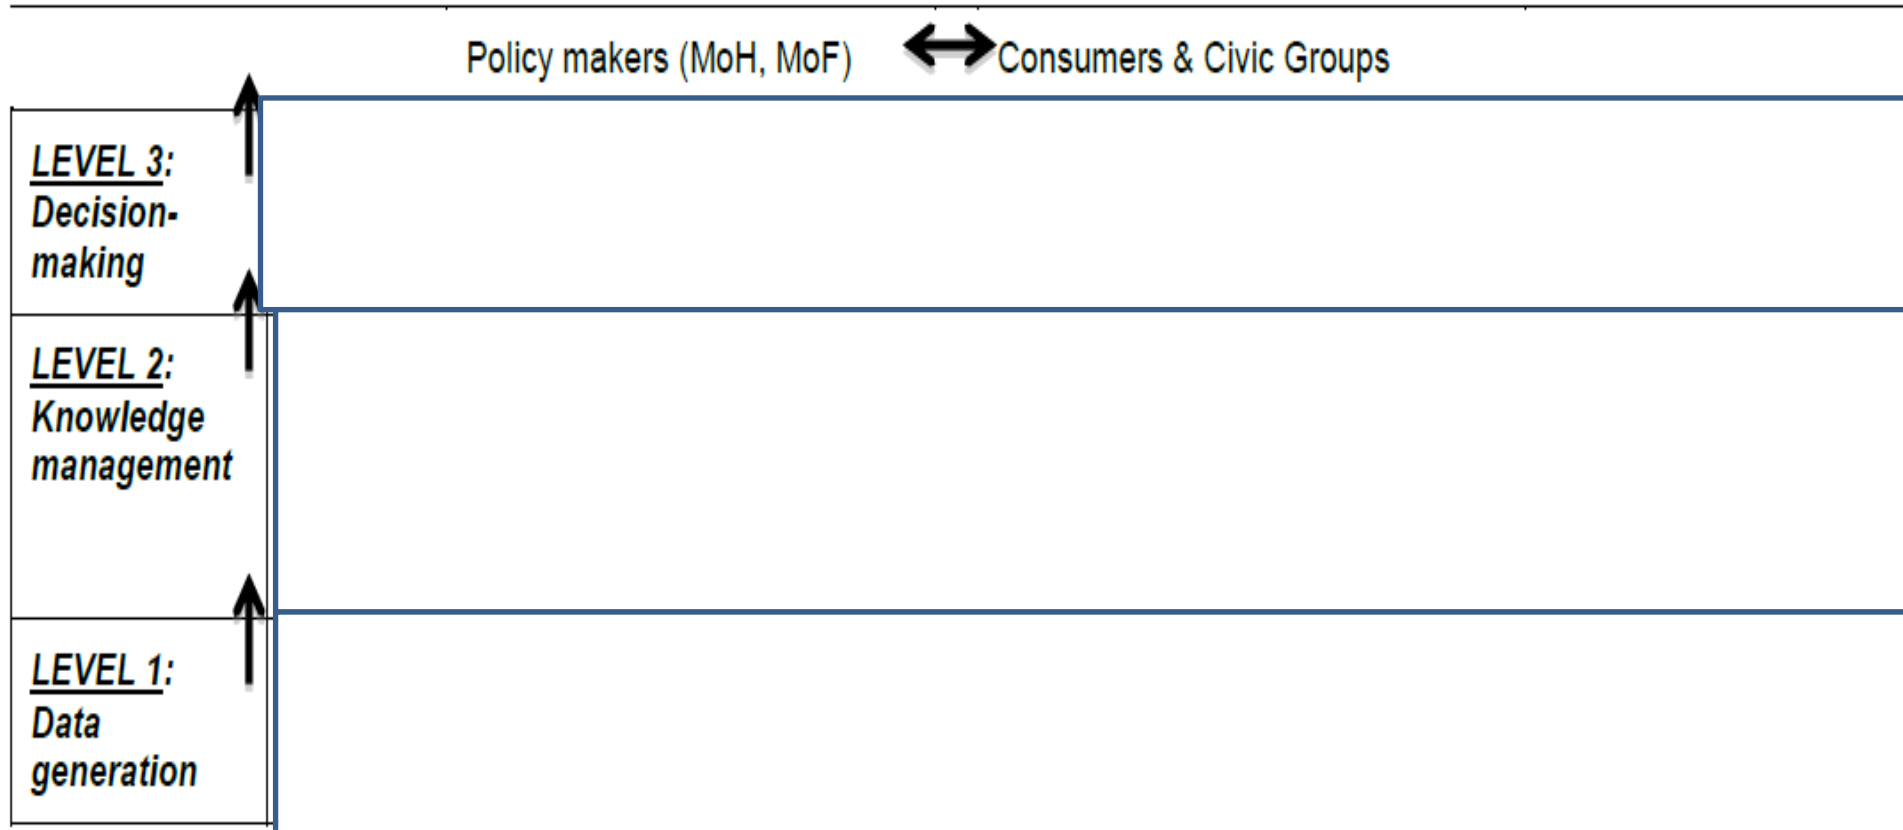 Policy makers (MoH, MoF) Consumers & Civic Groups
LEVEL 3:
Decision-
making
LEVEL 2:
Knowledge
management
LEVEL 1:
Data
generation